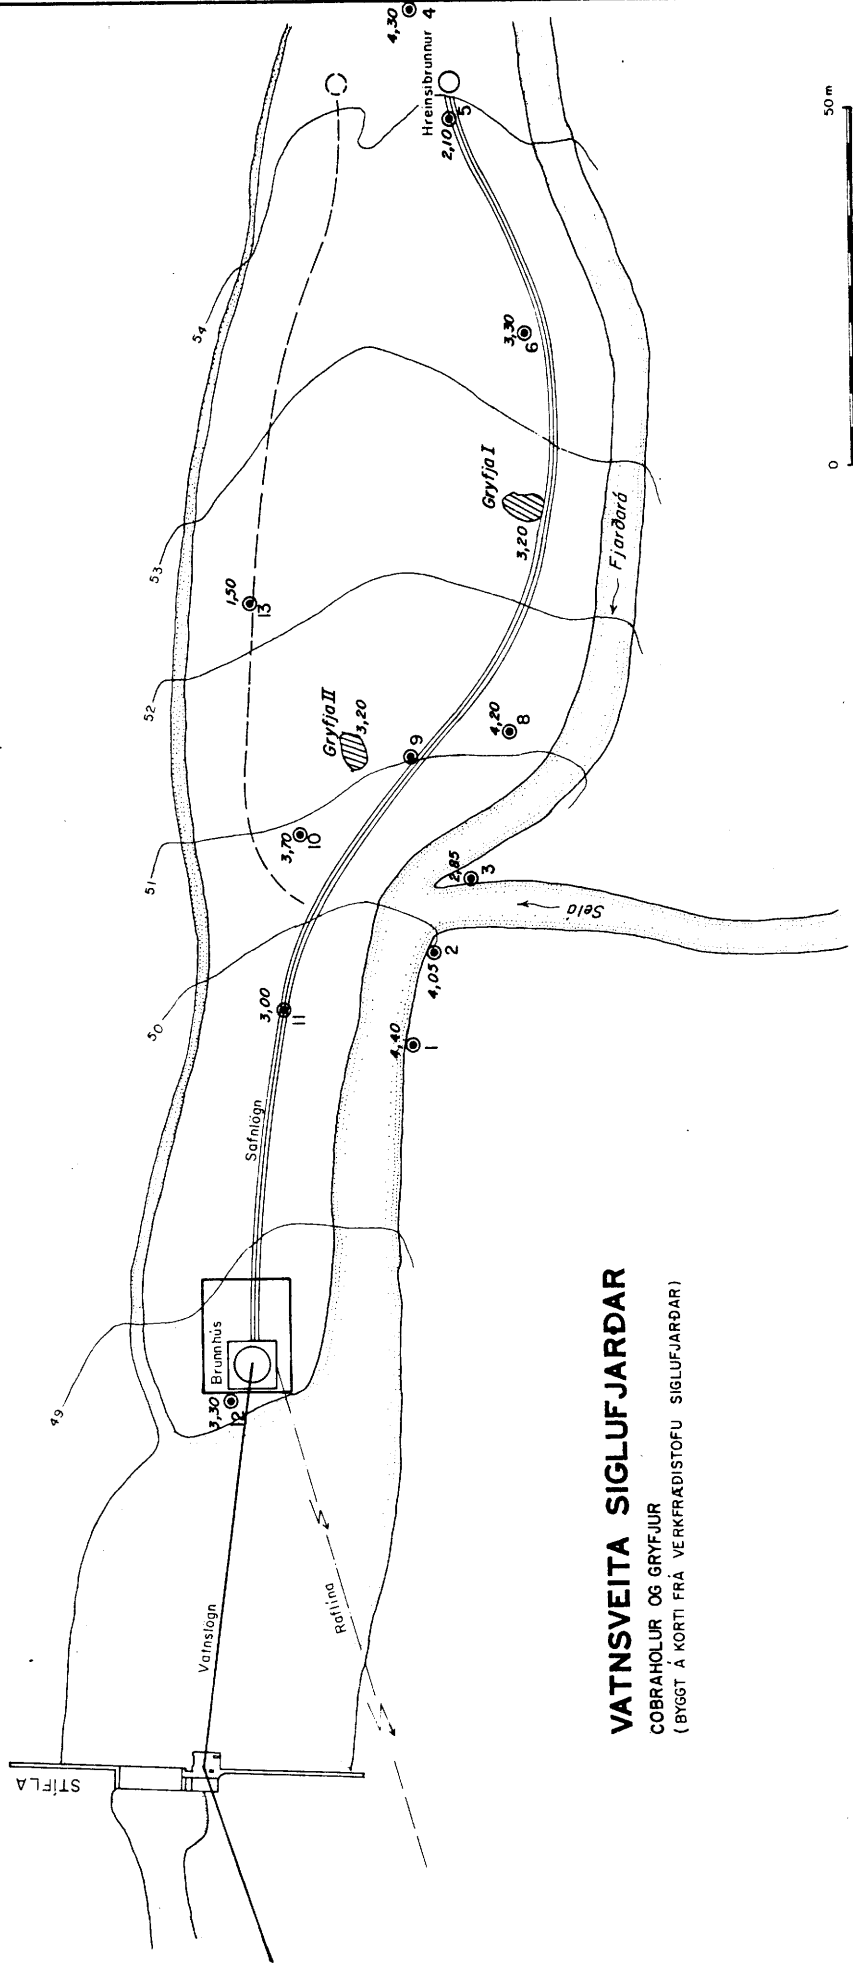 VATNSVEITA SIGLUFJARÐAR
COBRAHOLUR OG GRYFJUR
(BYGGT Á KORTI FRÁ VERKFRÆÐISTOFU SIGLUFJARÐAR)
STÍFLA
Vatnslögn
Raflína
Brunnhús
3,30
12
Safnlögn
3,00
11
4,40
1
4,05
2
2,85
3
Selá
3,70
10
9
4,20
8
Gryfja II
3,20
1,50
13
Gryfja I
3,20
Fjarðará
3,30
6
2,10
5
Hreinsibrunnur
4,30
4
49
50
51
52
53
54
0
50 m